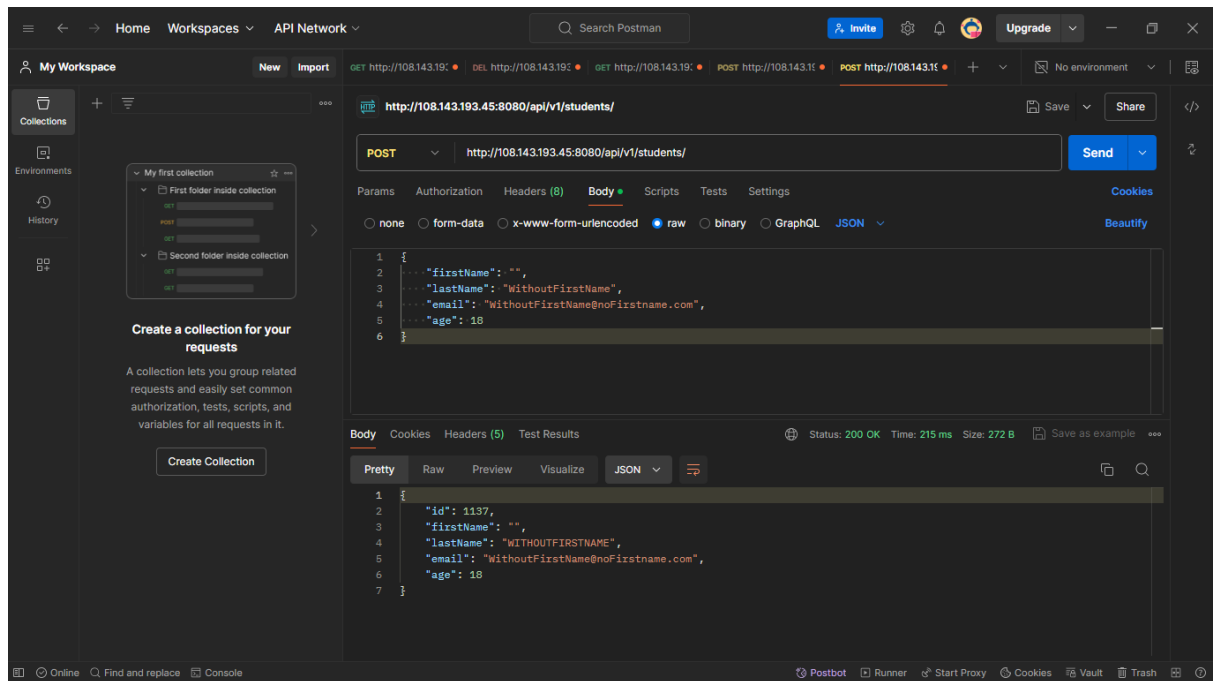 Home Workspaces API Network Search Postman Invite Upgrade
My Workspace New Import GET http://108.143.193 DEL http://108.143.193 GET http://108.143.193 POST http://108.143.19 POST http://108.143.19 No environment
Collections
Environments
History
My first collection
First folder inside collection
GET
POST
GET
Second folder inside collection
GET
GET
Create a collection for your
requests
A collection lets you group related
requests and easily set common
authorization, tests, scripts, and
variables for all requests in it.
Create Collection
HTTP http://108.143.193.45:8080/api/v1/students/ Save Share
POST http://108.143.193.45:8080/api/v1/students/ Send
Params Authorization Headers (8) Body Scripts Tests Settings Cookies
none form-data x-www-form-urlencoded raw binary GraphQL JSON Beautify
1 {
2 "firstName": "",
3 "lastName": "WithoutFirstName",
4 "email": "WithoutFirstName@noFirstname.com",
5 "age": 18
6 }
Body Cookies Headers (5) Test Results Status: 200 OK Time: 215 ms Size: 272 B Save as example
Pretty Raw Preview Visualize JSON
1 {
2 "id": 1137,
3 "firstName": "",
4 "lastName": "WITHOUTFIRSTNAME",
5 "email": "WithoutFirstName@noFirstname.com",
6 "age": 18
7 }
Online Find and replace Console Postbot Runner Start Proxy Cookies Vault Trash